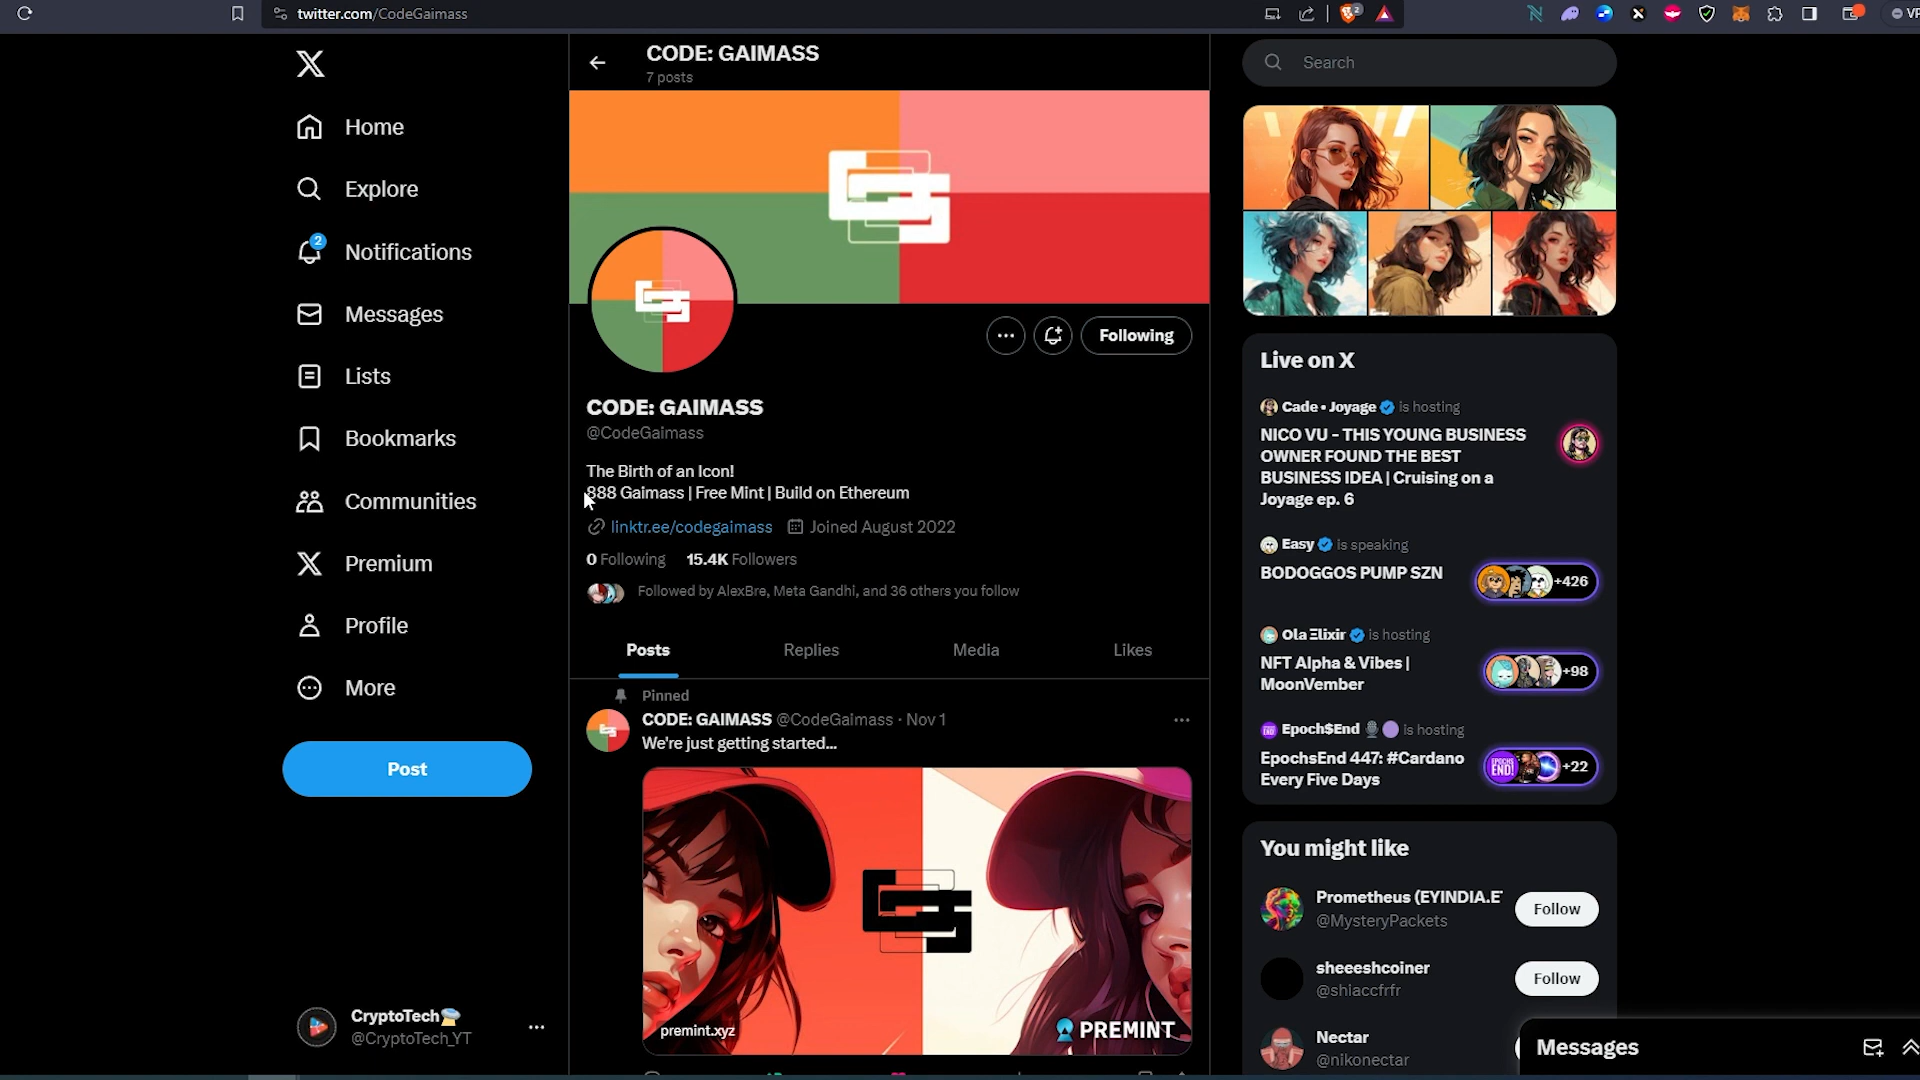 twitter.com/CodeGaimass
2
VP
CODE: GAIMASS
7 posts
Search
Home
Explore
2
Notifications
Messages
Lists
Bookmarks
Communities
Premium
Profile
More
Post
CryptoTech
@CryptoTech_YT
Following
CODE: GAIMASS
@CodeGaimass
The Birth of an Icon!
888 Gaimass | Free Mint | Build on Ethereum
linktr.ee/codegaimass Joined August 2022
0 Following 15.4K Followers
Followed by AlexBre, Meta Gandhi, and 36 others you follow
Posts Replies Media Likes
Pinned
CODE: GAIMASS @CodeGaimass · Nov 1
We're just getting started...
premint.xyz
PREMINT
Live on X
Cade • Joyage is hosting
NICO VU - THIS YOUNG BUSINESS
OWNER FOUND THE BEST
BUSINESS IDEA | Cruising on a
Joyage ep. 6
Easy is speaking
BODOGGOS PUMP SZN
+426
Ola Ξlixir is hosting
NFT Alpha & Vibes |
MoonVember
+98
Epoch$End is hosting
EpochsEnd 447: #Cardano
Every Five Days
EPOCHS
END!
+22
You might like
Prometheus (EYINDIA.E
@MysteryPackets
Follow
sheeeshcoiner
@shlaccfrfr
Follow
Nectar
@nikonectar
Messages